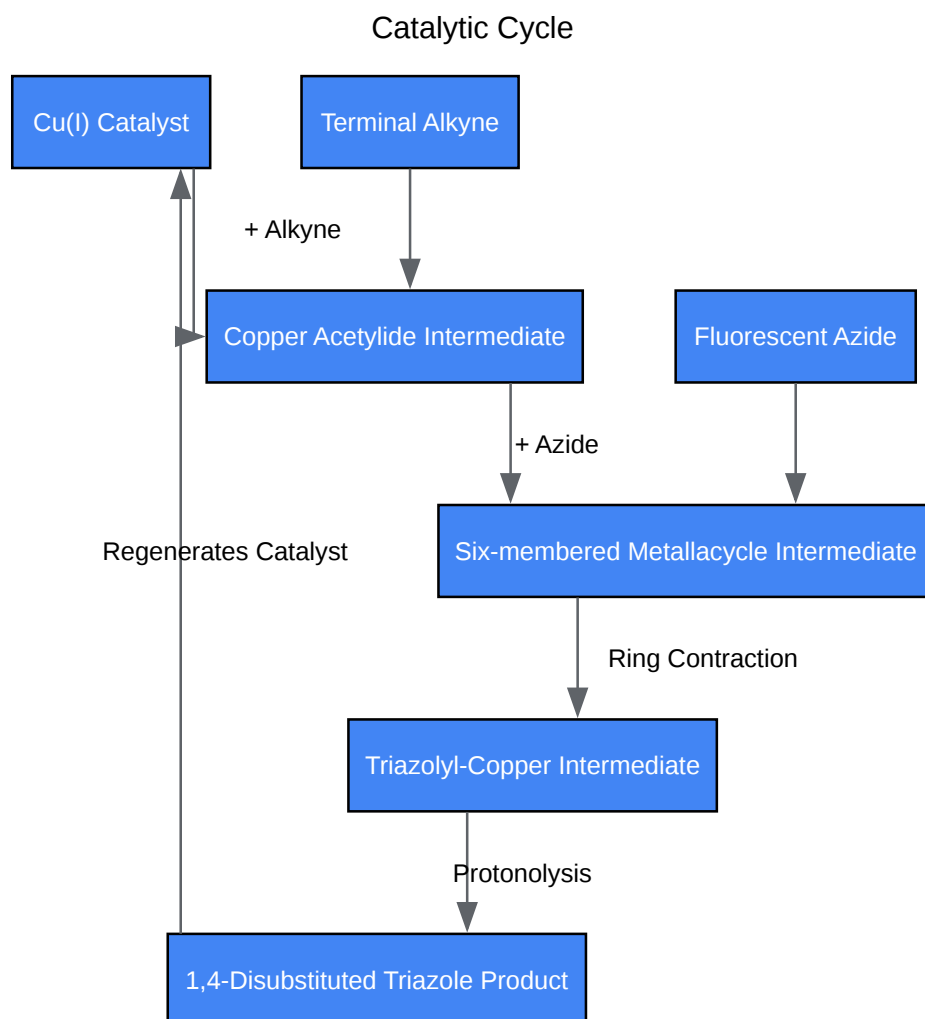 Catalytic Cycle
Cu(I) Catalyst
Terminal Alkyne
+ Alkyne
Copper Acetylide Intermediate
Fluorescent Azide
+ Azide
Regenerates Catalyst
Six-membered Metallacycle Intermediate
Ring Contraction
Triazolyl-Copper Intermediate
Protonolysis
1,4-Disubstituted Triazole Product